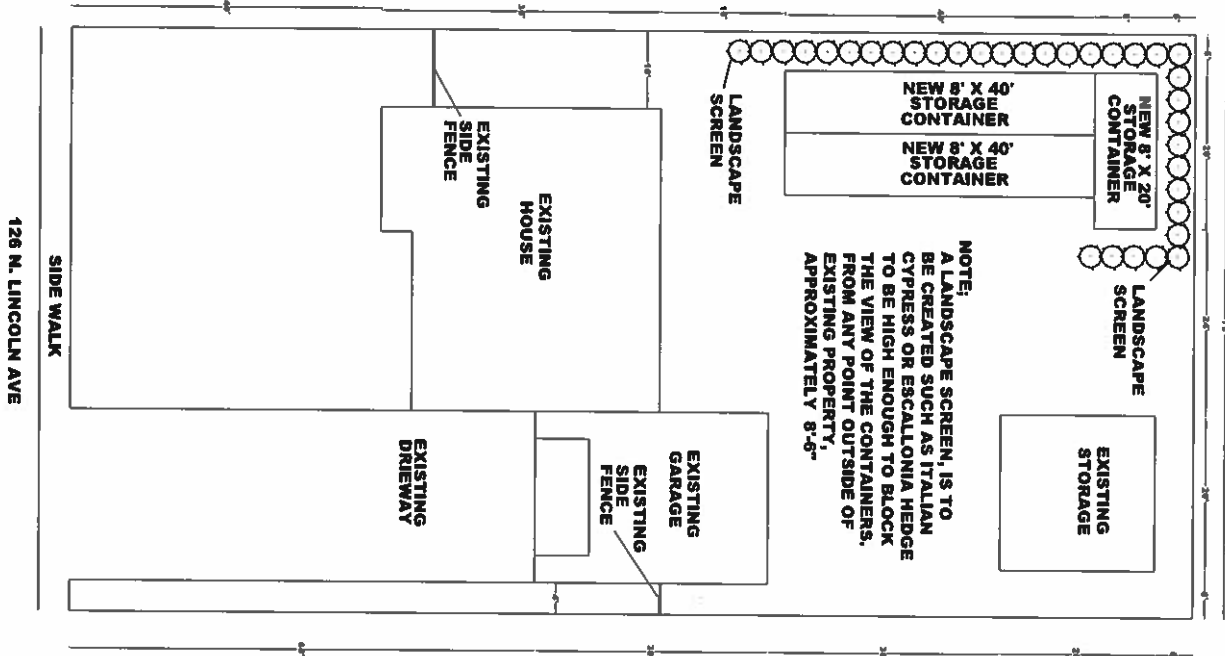 LANDSCAPE
SCREEN
NEW 8' X 40'
STORAGE
CONTAINER
NEW 8' X 40'
STORAGE
CONTAINER
NEW 8' X 20'
STORAGE
CONTAINER
LANDSCAPE
SCREEN
EXISTING
SIDE
FENCE
EXISTING
HOUSE
NOTE;
A LANDSCAPE SCREEN, IS TO
BE CREATED SUCH AS ITALIAN
CYPRESS OR ESCALLONIA HEDGE
TO BE HIGH ENOUGH TO BLOCK
THE VIEW OF THE CONTAINERS,
FROM ANY POINT OUTSIDE OF
EXISTING PROPERTY,
APPROXIMATELY 8'-6"
EXISTING
STORAGE
EXISTING
GARAGE
EXISTING
SIDE
FENCE
EXISTING
DRIEWAY
SIDE WALK
126 N. LINCOLN AVE